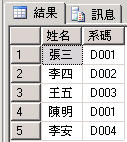 結果 訊息
姓名 系碼
1 張三 D001
2 李四 D002
3 王五 D003
4 陳明 D001
5 李安 D004